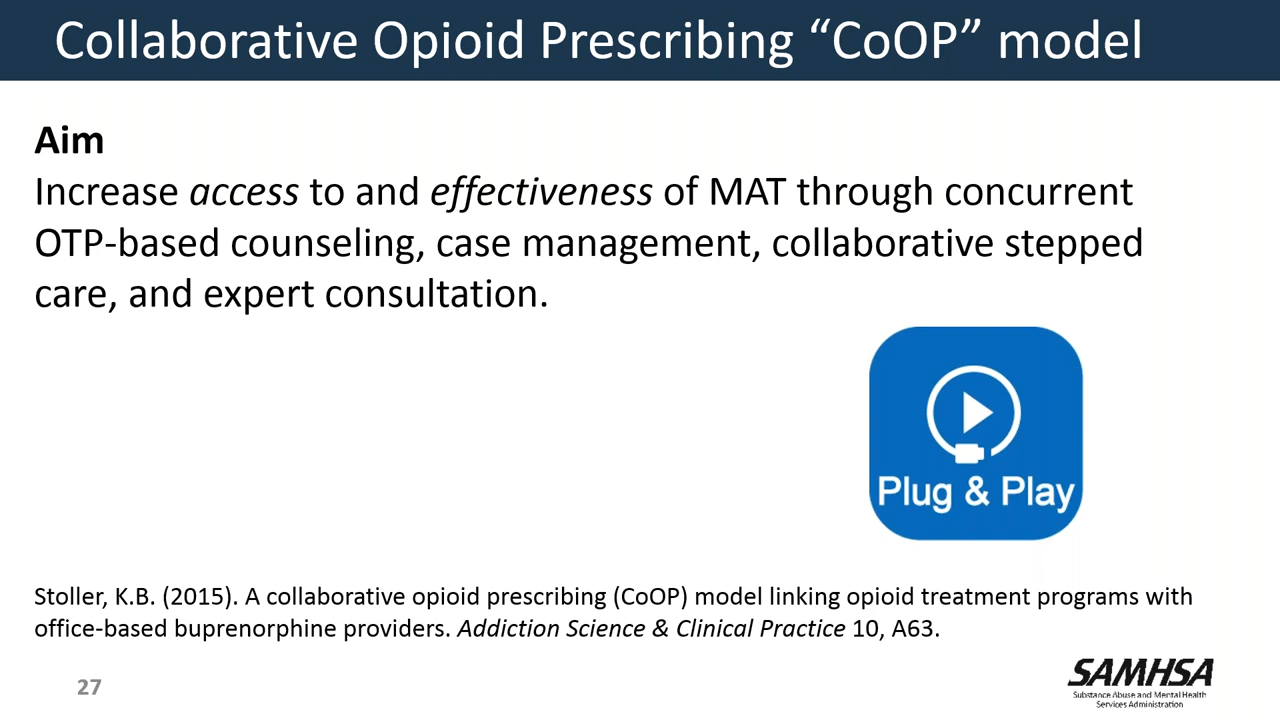 Collaborative Opioid Prescribing “CoOP” model
Aim
Increase access to and effectiveness of MAT through concurrent
OTP-based counseling, case management, collaborative stepped
care, and expert consultation.
Plug & Play
Stoller, K.B. (2015). A collaborative opioid prescribing (CoOP) model linking opioid treatment programs with
office-based buprenorphine providers. Addiction Science & Clinical Practice 10, A63.
27
SAMHSA
Substance Abuse and Mental Health
Services Administration